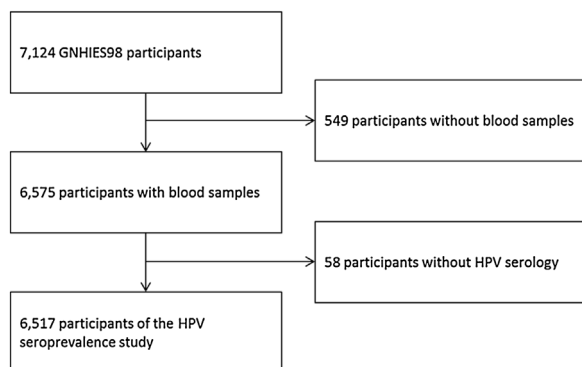 7,124 GNHIES98 participants
549 participants without blood samples
6,575 participants with blood samples
58 participants without HPV serology
6,517 participants of the HPV
seroprevalence study